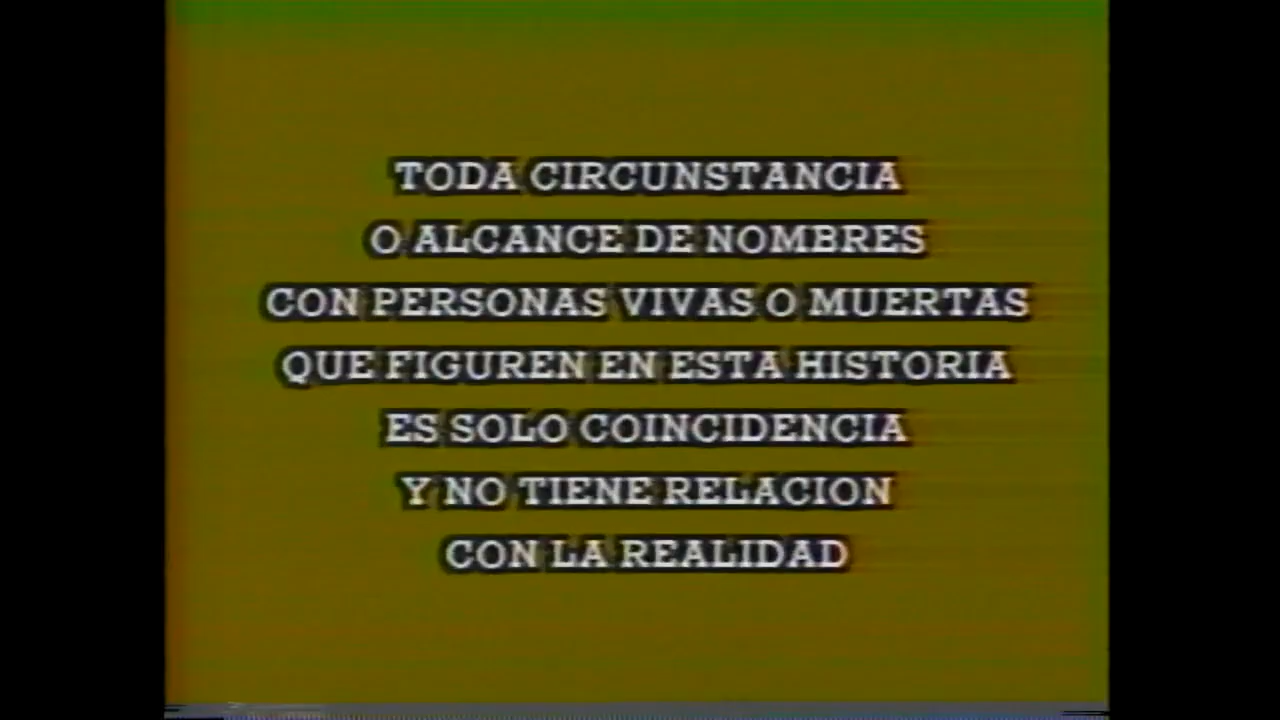 TODA CIRCUNSTANCIA
O ALCANCE DE NOMBRES
CON PERSONAS VIVAS O MUERTAS
QUE FIGUREN EN ESTA HISTORIA
ES SOLO COINCIDENCIA
Y NO TIENE RELACION
CON LA REALIDAD